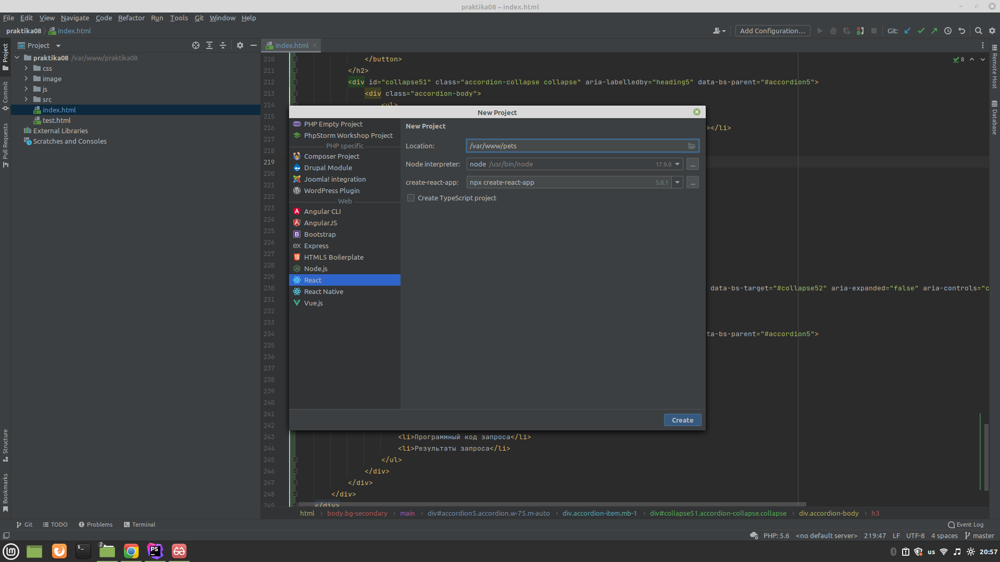 praktika08 – index.html
File Edit View Navigate Code Refactor Run Tools Git Window Help
praktika08 index.html
Add Configuration...
Git:
Project
Commit
Pull Requests
Structure
Bookmarks
Project
praktika08 /var/www/praktika08
css
image
js
src
index.html
test.html
External Libraries
Scratches and Consoles
index.html
8
210 </button>
211 </h2>
212 <div id="collapse51" class="accordion-collapse collapse" aria-labelledby="heading5" data-bs-parent="#accordion5">
213 <div class="accordion-body">
214 <ul>
215
216 ></li>
217
218
219
220
221
222
223
224
225
226
227
228
229
230 data-bs-target="#collapse52" aria-expanded="false" aria-controls="c
231
232
233
234 ta-bs-parent="#accordion5">
235
236
237
238
239
240
241
242
243 <li>Программный код запроса</li>
244 <li>Результаты запроса</li>
245 </ul>
246 </div>
247 </div>
248 </div>
249 </div>
New Project
PHP Empty Project
PhpStorm Workshop Project
PHP specific
Composer Project
Drupal Module
Joomla! integration
WordPress Plugin
Web
Angular CLI
AngularJS
Bootstrap
Express
HTML5 Boilerplate
Node.js
React
React Native
Vue.js
New Project
Location: /var/www/pets
Node interpreter: node /usr/bin/node 17.9.0 ...
create-react-app: npx create-react-app 5.0.1 ...
Create TypeScript project
Create
Remote Host
Database
html body.bg-secondary main div#accordion5.accordion.w-75.m-auto div.accordion-item.mb-1 div#collapse51.accordion-collapse.collapse div.accordion-body h3
Git TODO Problems Terminal Event Log
PHP: 5.6 <no default server> 219:47 LF UTF-8 4 spaces master
2
PS
us
20:57